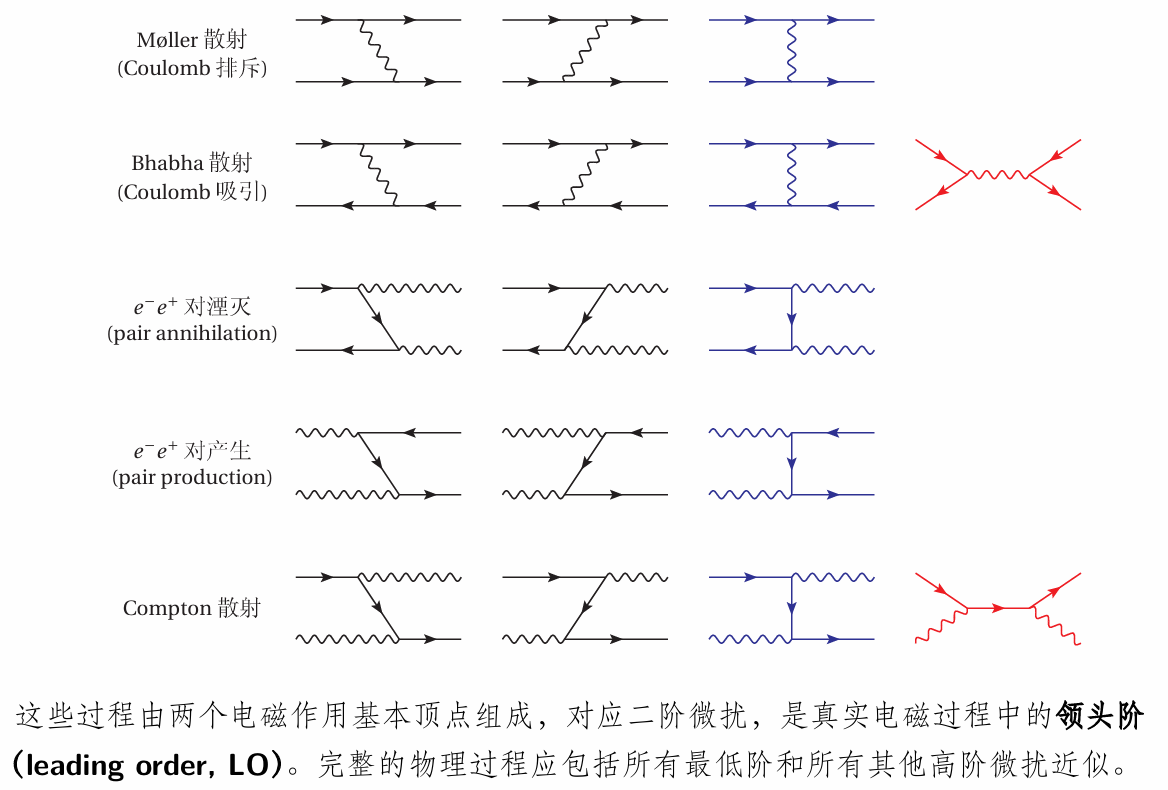 Møller 散射
(Coulomb 排斥)
Bhabha 散射
(Coulomb 吸引)
e⁻e⁺ 对湮灭
(pair annihilation)
e⁻e⁺ 对产生
(pair production)
Compton 散射
这些过程由两个电磁作用基本顶点组成，对应二阶微扰，是真实电磁过程中的领头阶
(leading order, LO)。完整的物理过程应包括所有最低阶和所有其他高阶微扰近似。